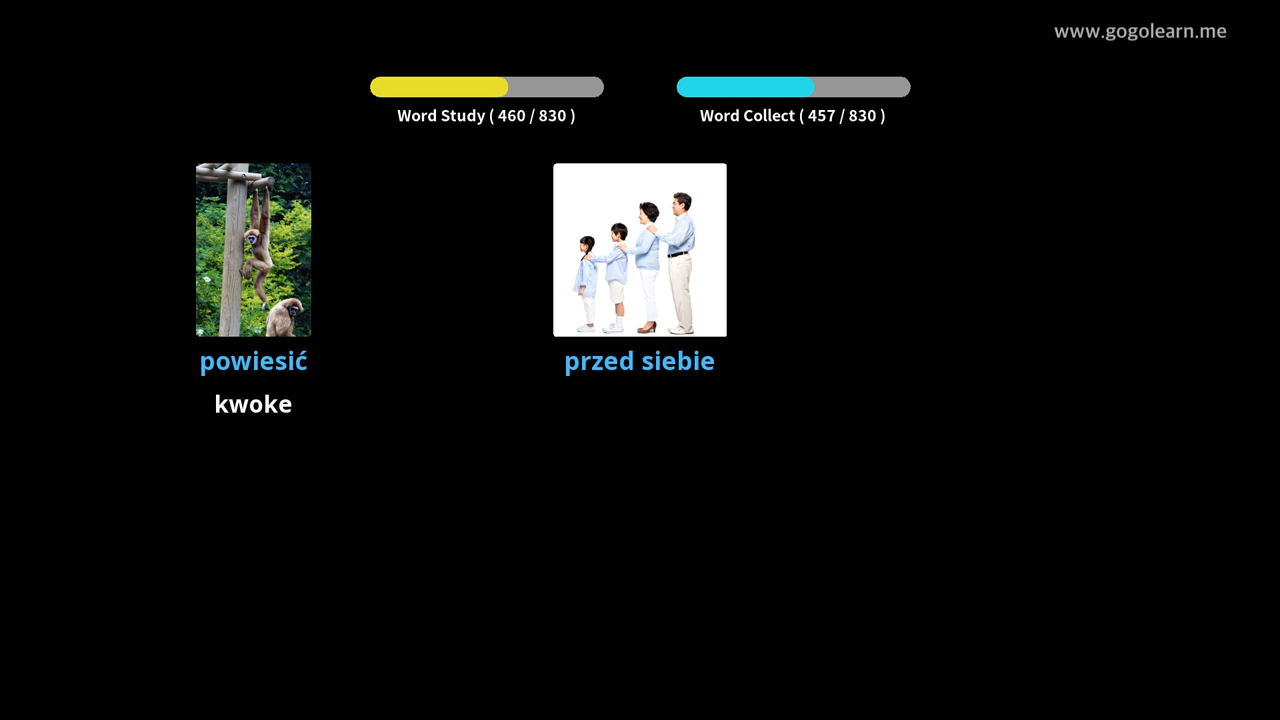 www.gogolearn.me
Word Study ( 460 / 830 )
Word Collect ( 457 / 830 )
powiesić
przed siebie
kwoke